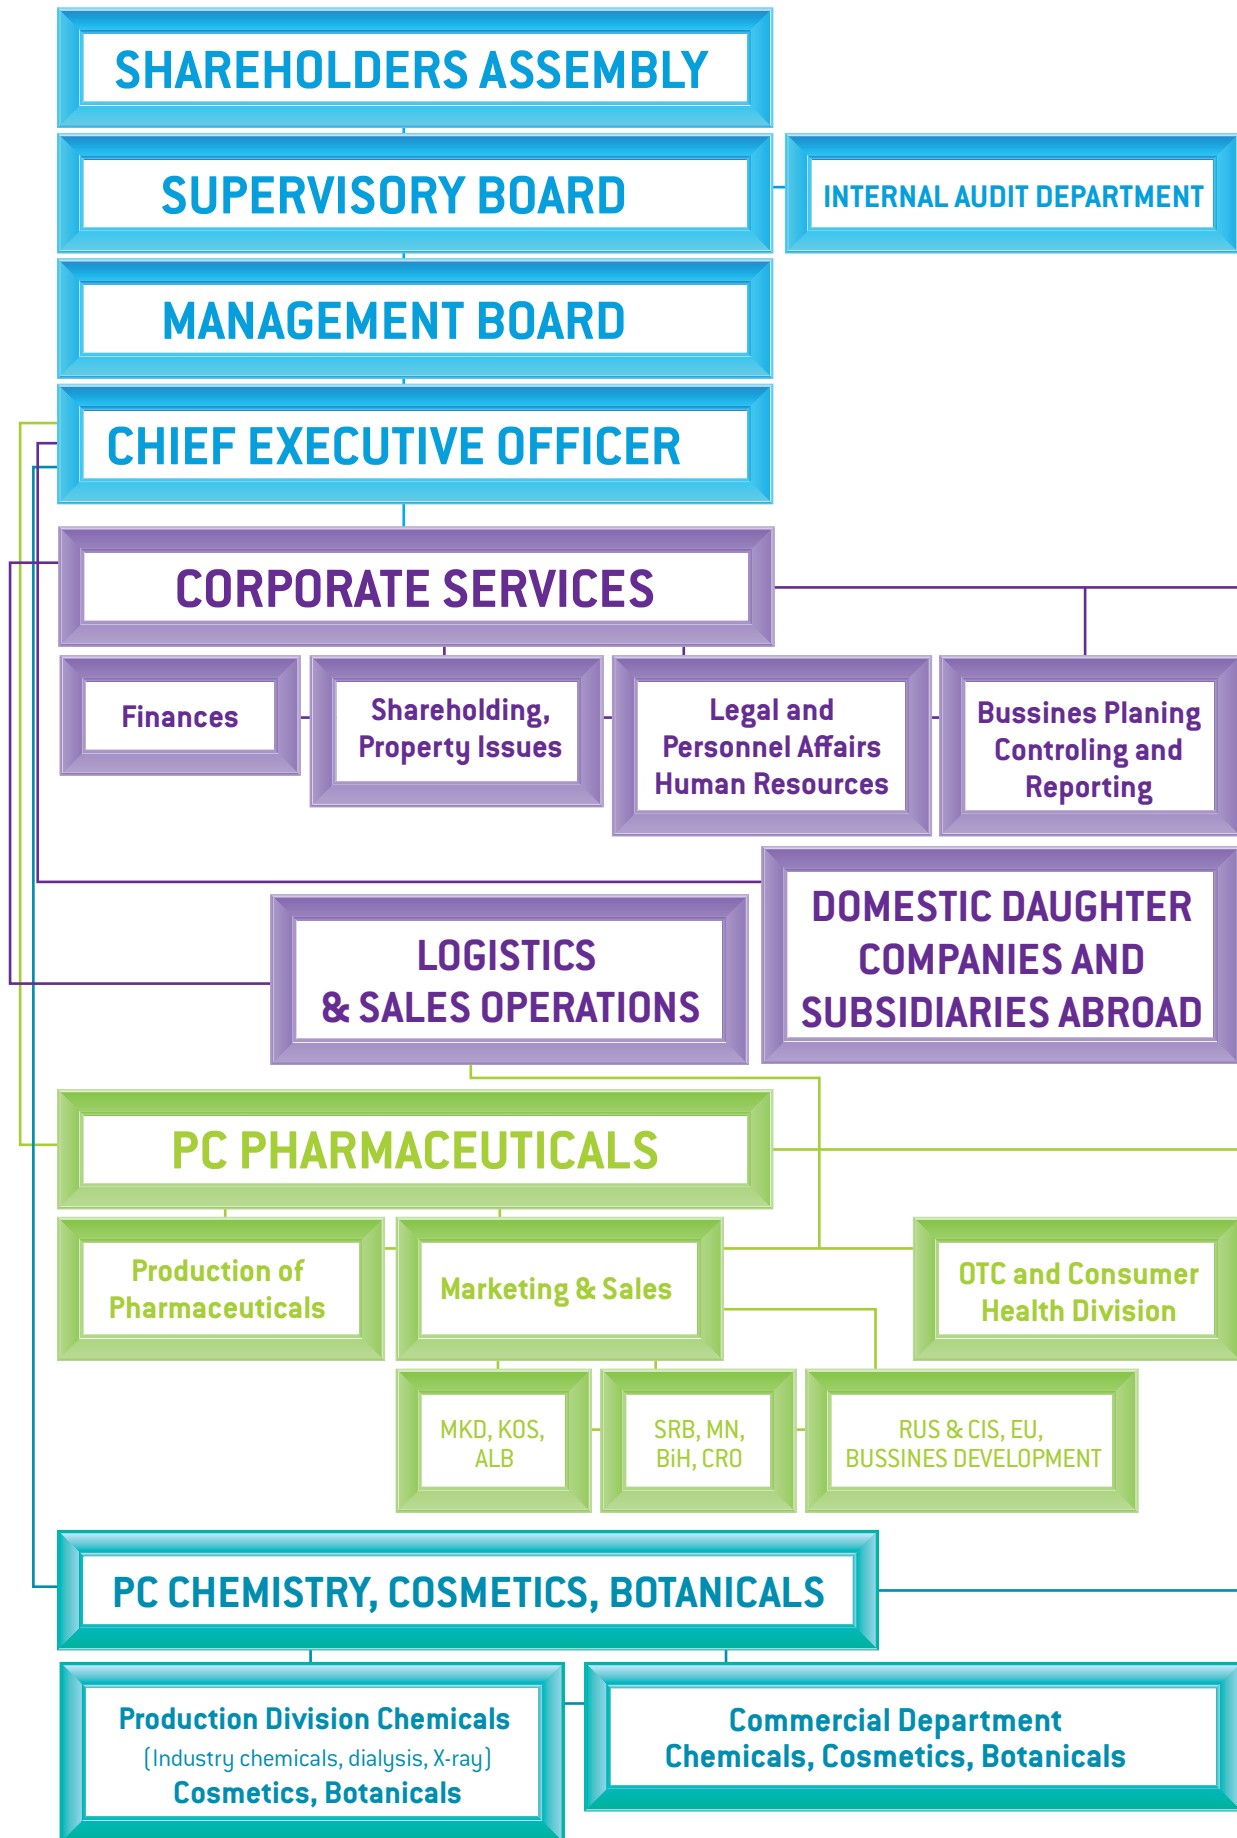 SHAREHOLDERS ASSEMBLY
SUPERVISORY BOARD
INTERNAL AUDIT DEPARTMENT
MANAGEMENT BOARD
CHIEF EXECUTIVE OFFICER
CORPORATE SERVICES
Finances
Shareholding,
Property Issues
Legal and
Personnel Affairs
Human Resources
Bussines Planing
Controling and
Reporting
DOMESTIC DAUGHTER
COMPANIES AND
SUBSIDIARIES ABROAD
LOGISTICS
& SALES OPERATIONS
PC PHARMACEUTICALS
Production of
Pharmaceuticals
Marketing & Sales
OTC and Consumer
Health Division
MKD, KOS,
ALB
SRB, MN,
BiH, CRO
RUS & CIS, EU,
BUSSINES DEVELOPMENT
PC CHEMISTRY, COSMETICS, BOTANICALS
Production Division Chemicals
(Industry chemicals, dialysis, X-ray)
Cosmetics, Botanicals
Commercial Department
Chemicals, Cosmetics, Botanicals